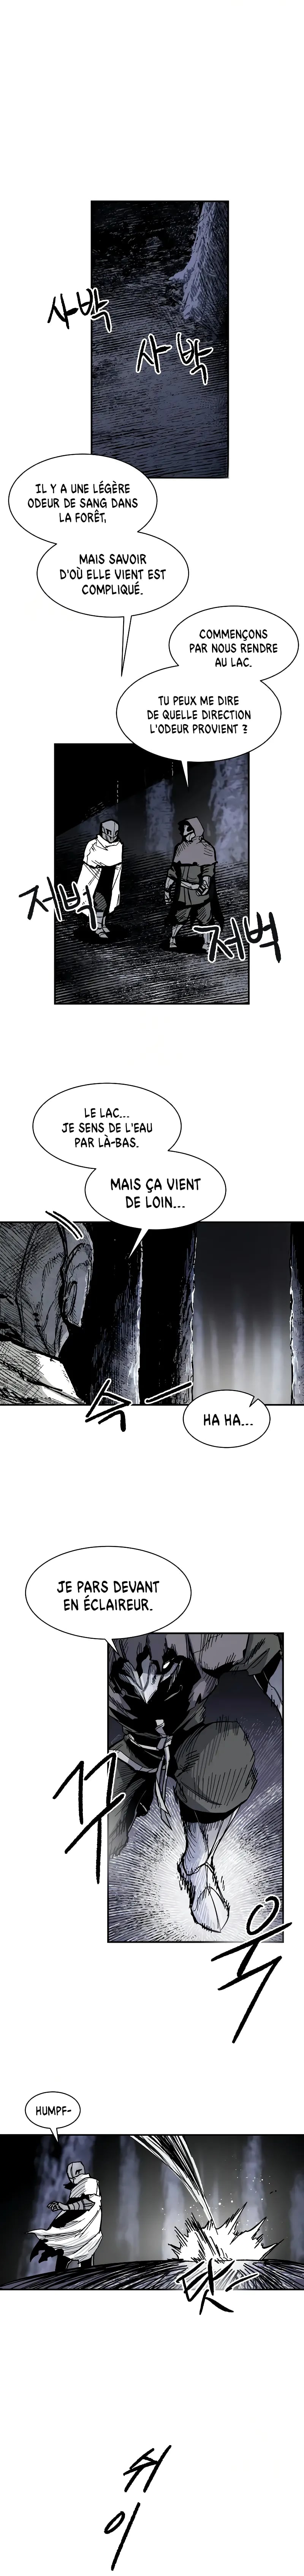 사박
사박
IL Y A UNE LÉGÈRE
ODEUR DE SANG DANS
LA FORÊT,
MAIS SAVOIR
D'OÙ ELLE VIENT EST
COMPLIQUÉ.
COMMENÇONS
PAR NOUS RENDRE
AU LAC.
TU PEUX ME DIRE
DE QUELLE DIRECTION
L'ODEUR PROVIENT ?
저벅
저벅
LE LAC...
JE SENS DE L'EAU
PAR LÀ-BAS.
MAIS ÇA VIENT
DE LOIN...
슥
HA HA...
JE PARS DEVANT
EN ÉCLAIREUR.
HUMPF-
탓
쉬
이